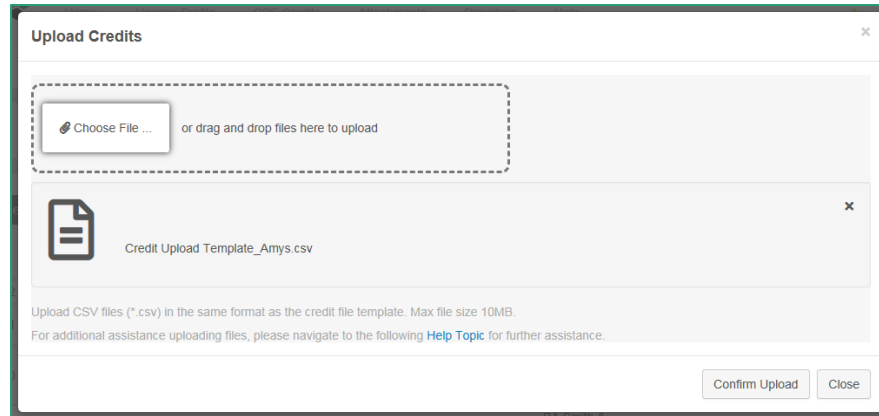 Upload Credits
×
Choose File ... or drag and drop files here to upload
×
Credit Upload Template_Amys.csv
Upload CSV files (*.csv) in the same format as the credit file template. Max file size 10MB.
For additional assistance uploading files, please navigate to the following Help Topic for further assistance.
Confirm Upload Close